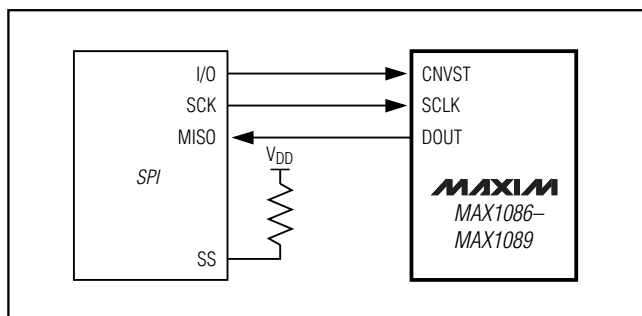 I/O
CNVST
SCK
SCLK
MISO
DOUT
VDD
SPI
MAXIM
MAX1086–
MAX1089
SS